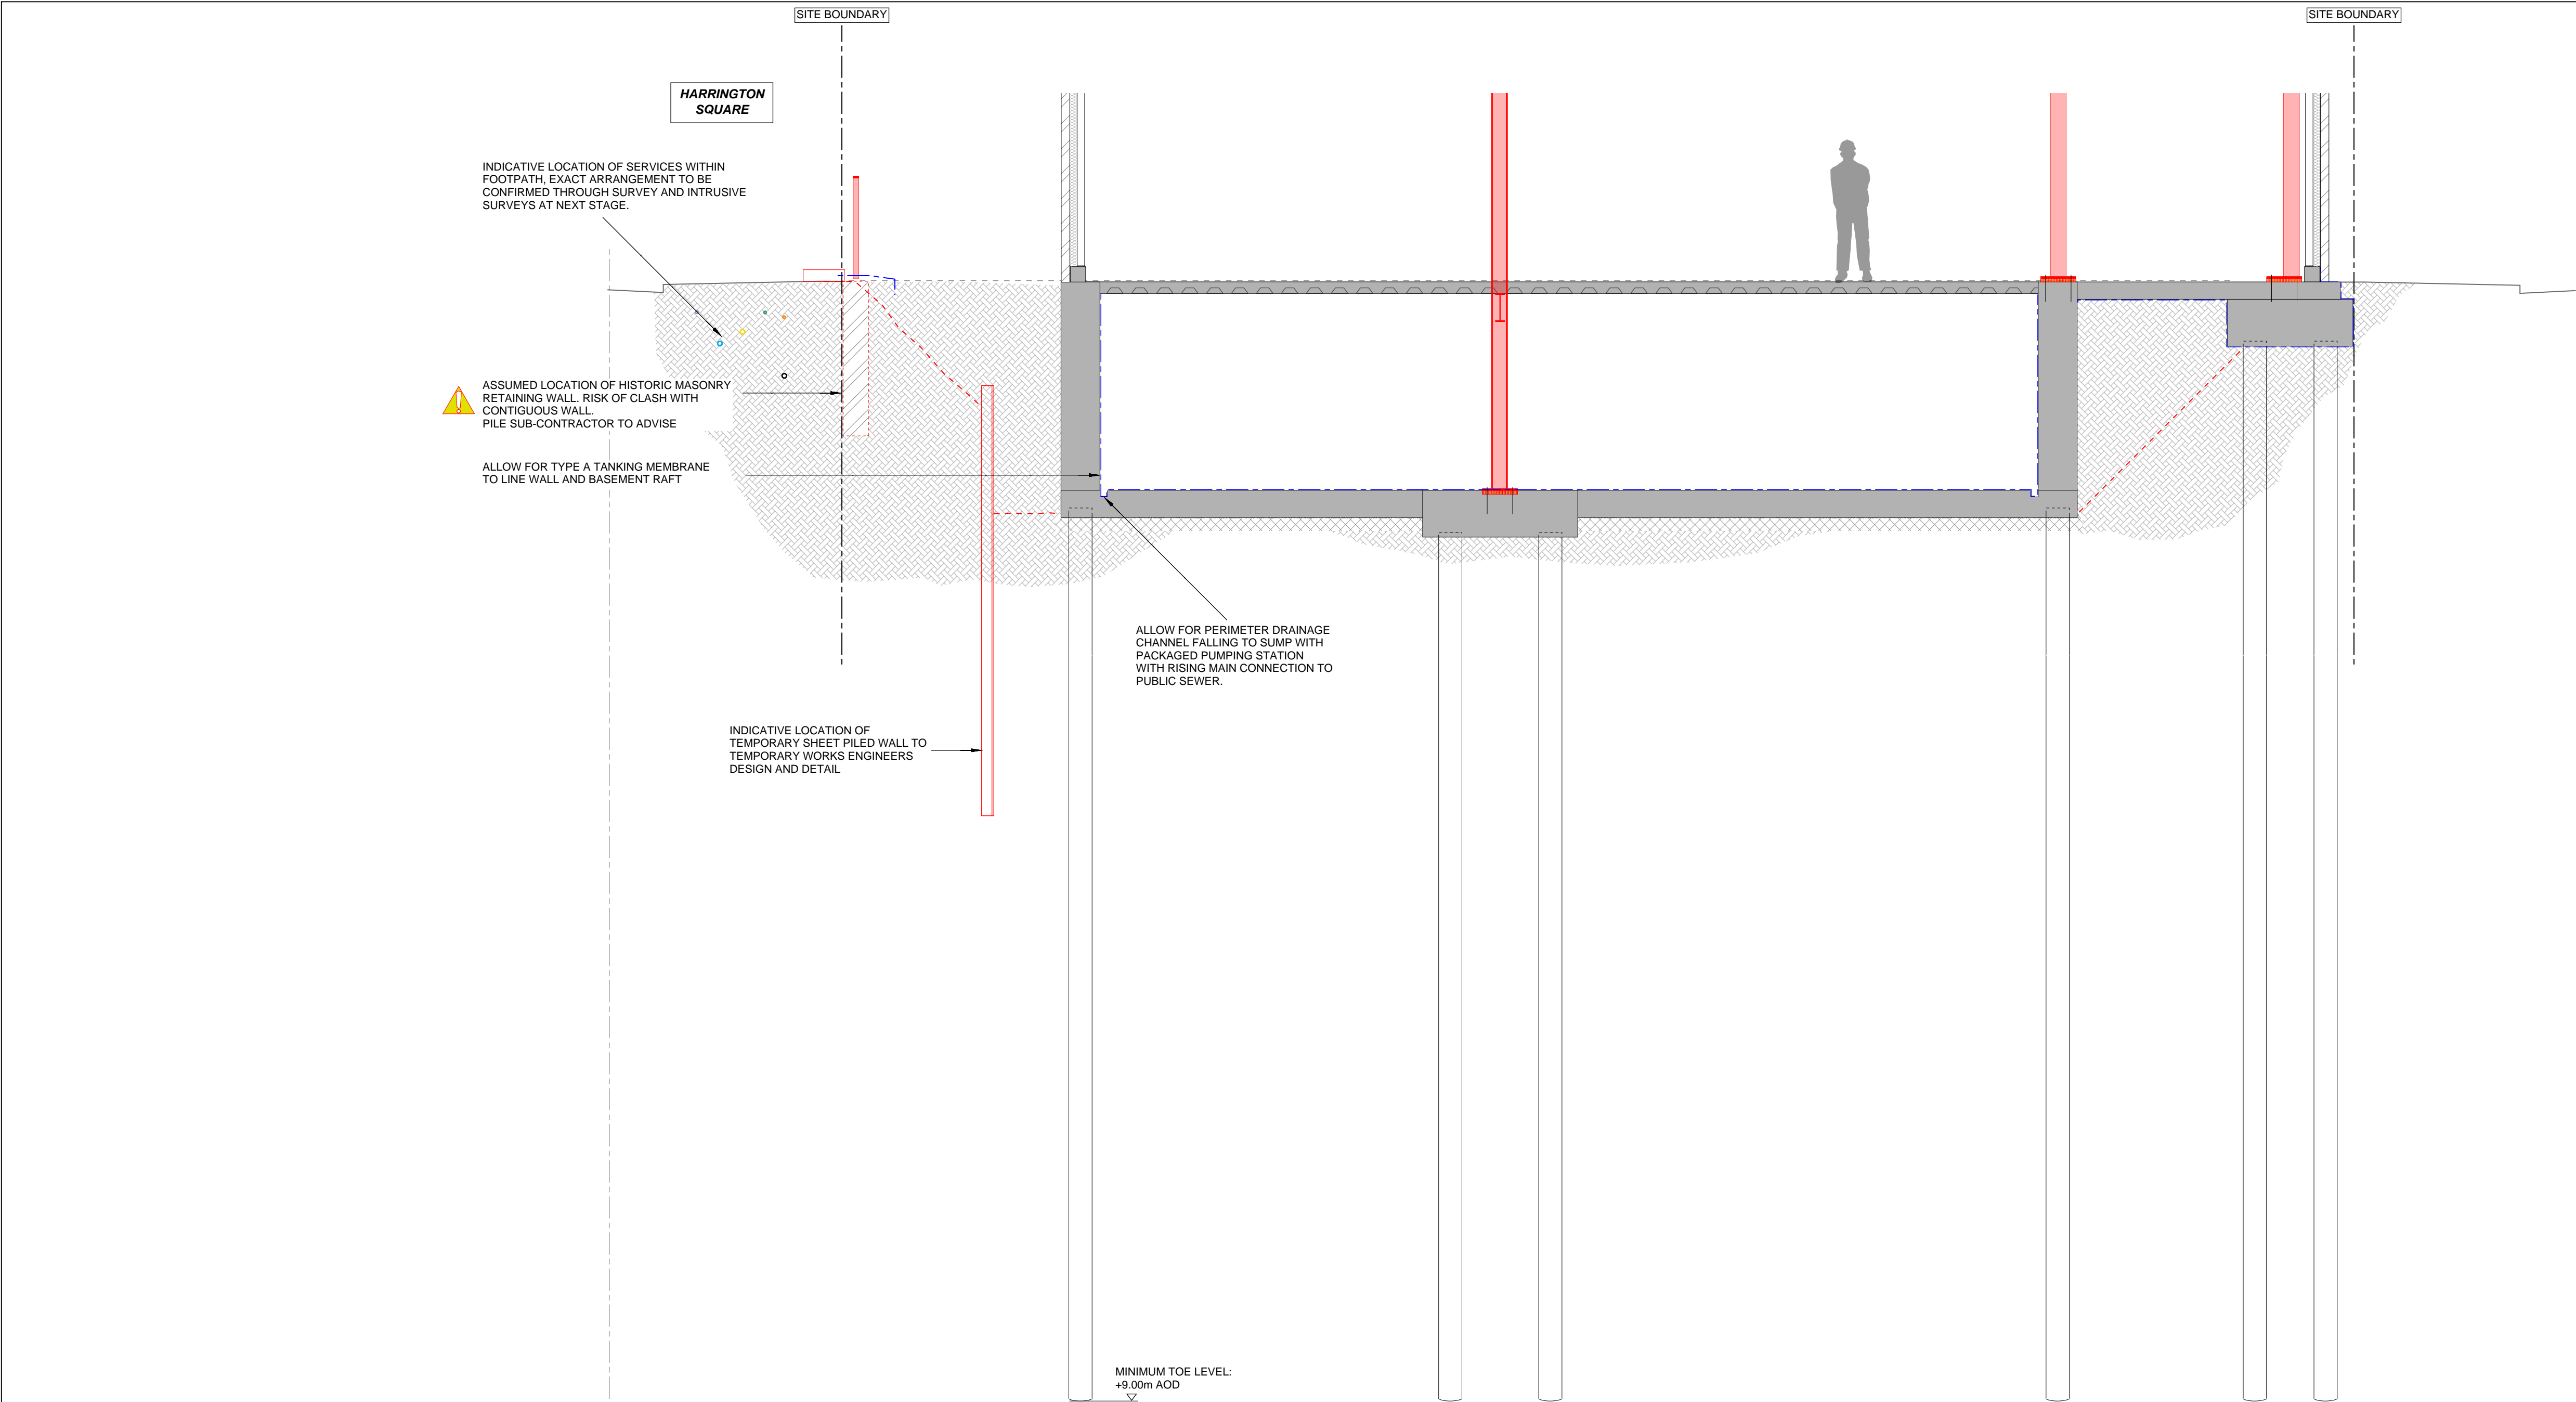 SITE BOUNDARY
SITE BOUNDARY
HARRINGTON
SQUARE
INDICATIVE LOCATION OF SERVICES WITHIN
FOOTPATH, EXACT ARRANGEMENT TO BE
CONFIRMED THROUGH SURVEY AND INTRUSIVE
SURVEYS AT NEXT STAGE.
ASSUMED LOCATION OF HISTORIC MASONRY
RETAINING WALL. RISK OF CLASH WITH
CONTIGUOUS WALL.
PILE SUB-CONTRACTOR TO ADVISE
ALLOW FOR TYPE A TANKING MEMBRANE
TO LINE WALL AND BASEMENT RAFT
ALLOW FOR PERIMETER DRAINAGE
CHANNEL FALLING TO SUMP WITH
PACKAGED PUMPING STATION
WITH RISING MAIN CONNECTION TO
PUBLIC SEWER.
INDICATIVE LOCATION OF
TEMPORARY SHEET PILED WALL TO
TEMPORARY WORKS ENGINEERS
DESIGN AND DETAIL
MINIMUM TOE LEVEL:
+9.00m AOD